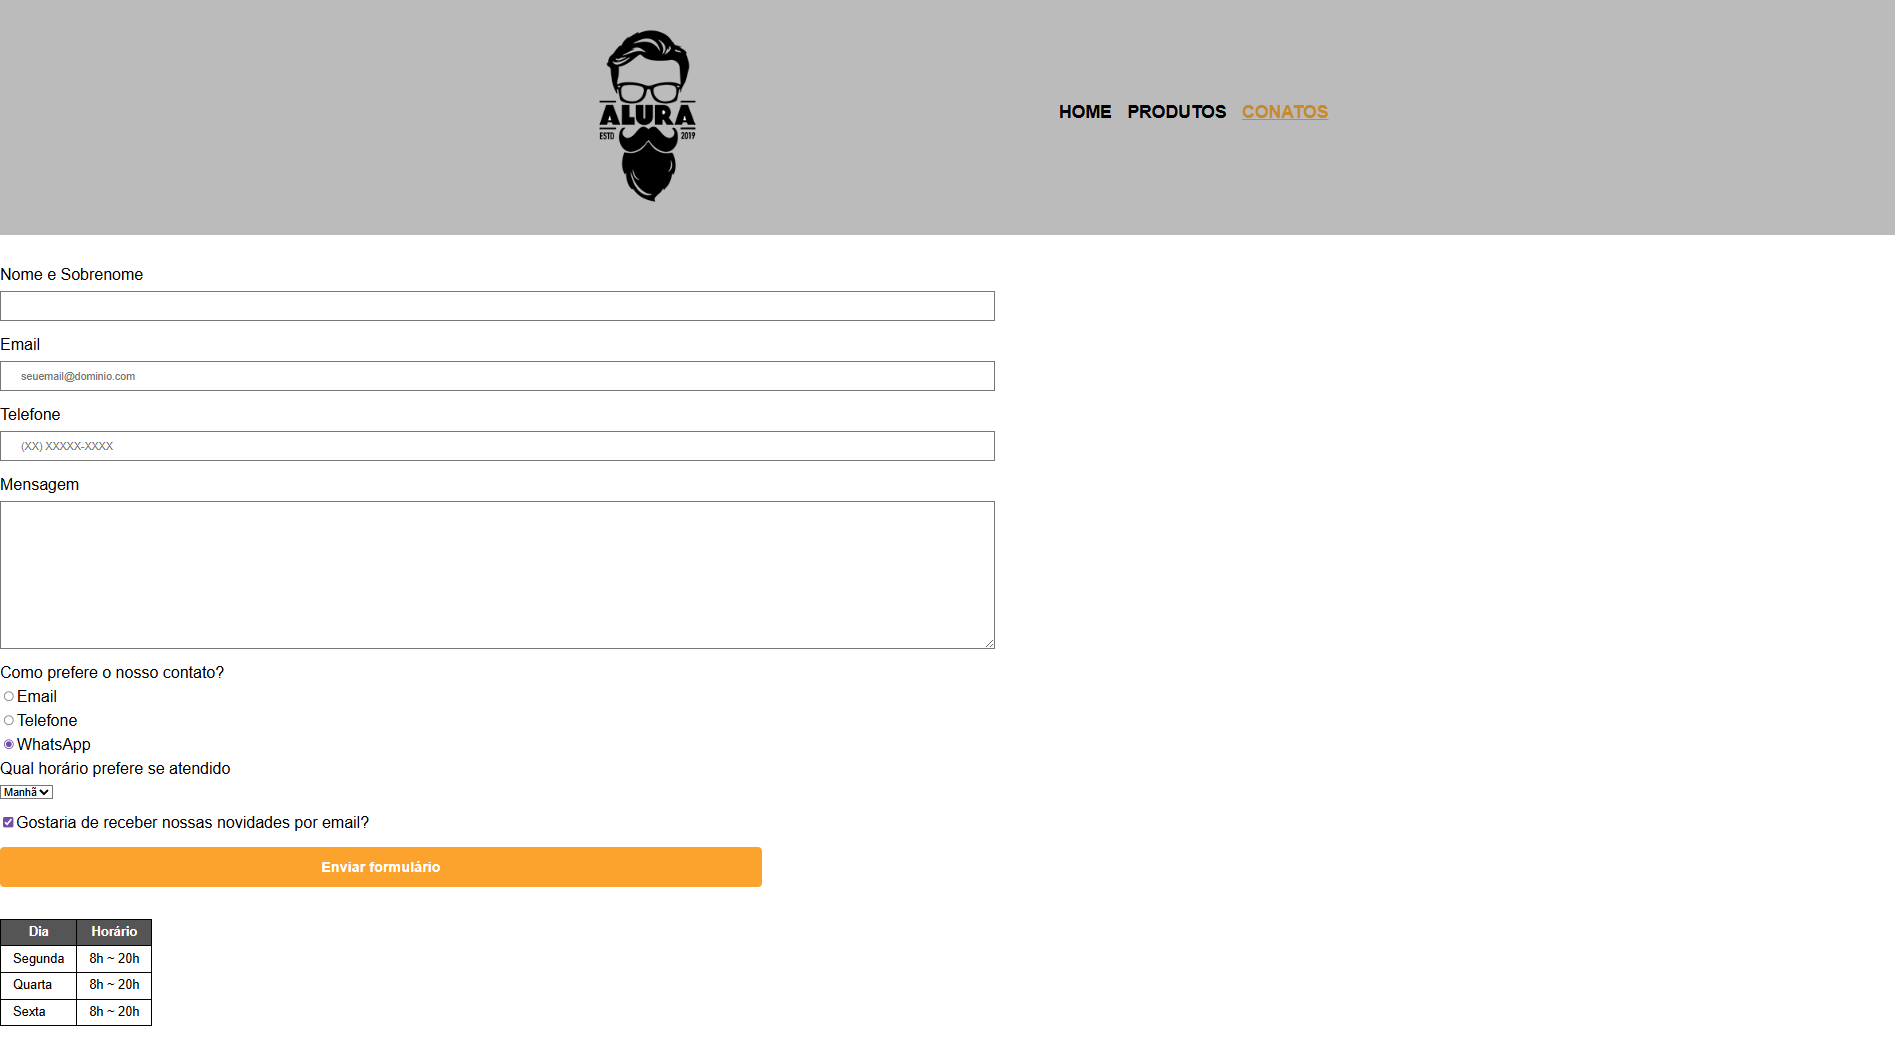 ALURA
ESTD 2019
HOME PRODUTOS CONATOS
Nome e Sobrenome
Email
seuemail@dominio.com
Telefone
(XX) XXXXX-XXXX
Mensagem
Como prefere o nosso contato?
Email
Telefone
WhatsApp
Qual horário prefere se atendido
Manhã
Gostaria de receber nossas novidades por email?
Enviar formulário
Dia Horário
Segunda 8h ~ 20h
Quarta 8h ~ 20h
Sexta 8h ~ 20h